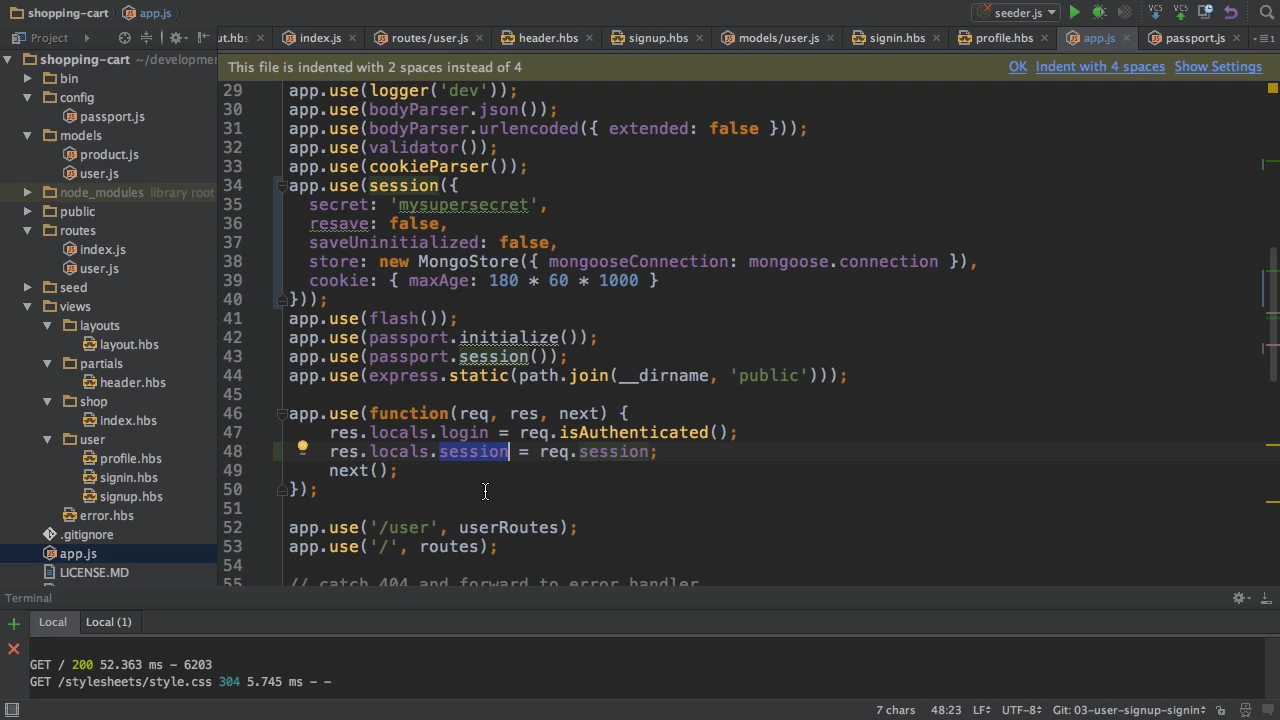 shopping-cart app.js seeder.js VCS VCS
Project ut.hbs index.js routes/user.js header.hbs signup.hbs models/user.js signin.hbs profile.hbs app.js passport.js
This file is indented with 2 spaces instead of 4 OK Indent with 4 spaces Show Settings
shopping-cart ~/developmen
bin
config
passport.js
models
product.js
user.js
node_modules library root
public
routes
index.js
user.js
seed
views
layouts
layout.hbs
partials
header.hbs
shop
index.hbs
user
profile.hbs
signin.hbs
signup.hbs
error.hbs
.gitignore
app.js
LICENSE.MD
29 app.use(logger('dev'));
30 app.use(bodyParser.json());
31 app.use(bodyParser.urlencoded({ extended: false }));
32 app.use(validator());
33 app.use(cookieParser());
34 app.use(session({
35 secret: 'mysupersecret',
36 resave: false,
37 saveUninitialized: false,
38 store: new MongoStore({ mongooseConnection: mongoose.connection }),
39 cookie: { maxAge: 180 * 60 * 1000 }
40 }));
41 app.use(flash());
42 app.use(passport.initialize());
43 app.use(passport.session());
44 app.use(express.static(path.join(__dirname, 'public')));
45
46 app.use(function(req, res, next) {
47 res.locals.login = req.isAuthenticated();
48 res.locals.session = req.session;
49 next();
50 });
51
52 app.use('/user', userRoutes);
53 app.use('/', routes);
54
55 // catch 404 and forward to error handler
Terminal
Local Local (1)
GET / 200 52.363 ms - 6203
GET /stylesheets/style.css 304 5.745 ms - -
7 chars 48:23 LF UTF-8 Git: 03-user-signup-signin